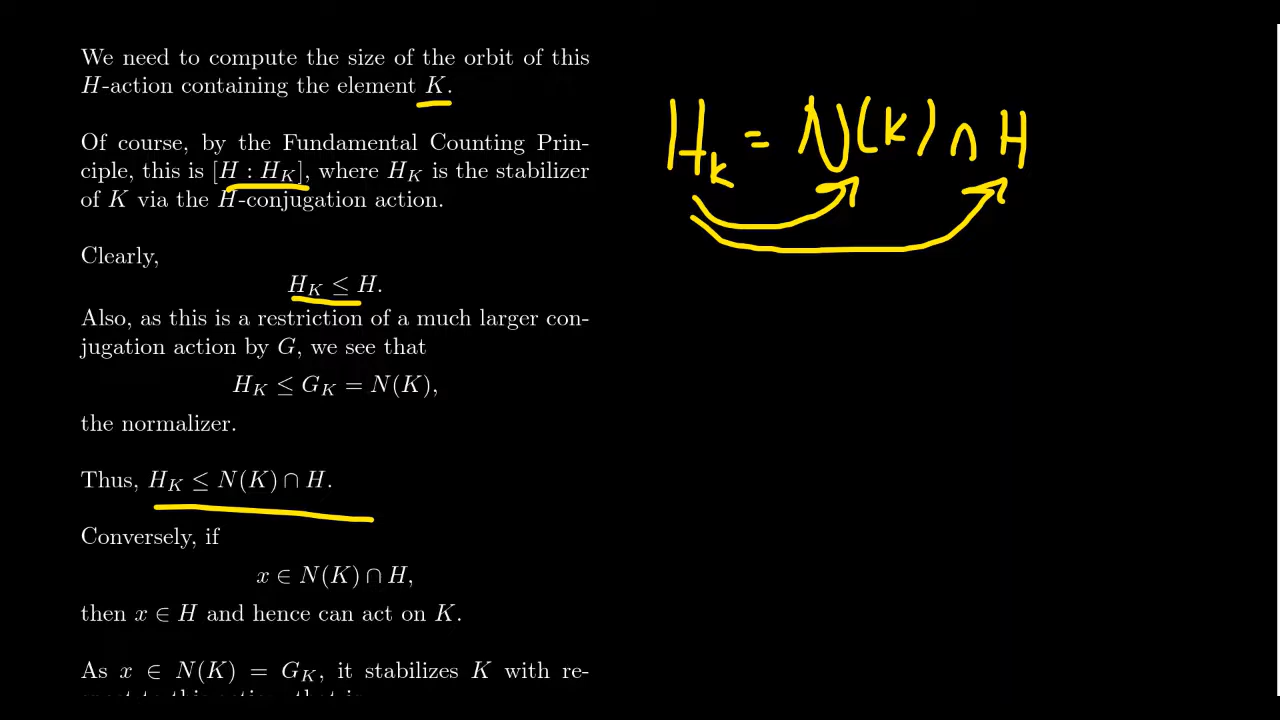 We need to compute the size of the orbit of this
H-action containing the element K.
Of course, by the Fundamental Counting Prin-
ciple, this is [H : H_K], where H_K is the stabilizer
of K via the H-conjugation action.
Clearly,
H_K ≤ H.
Also, as this is a restriction of a much larger con-
jugation action by G, we see that
H_K ≤ G_K = N(K),
the normalizer.
Thus, H_K ≤ N(K) ∩ H.
Conversely, if
x ∈ N(K) ∩ H,
then x ∈ H and hence can act on K.
As x ∈ N(K) = G_K, it stabilizes K with re-
H_K = N(K) ∩ H